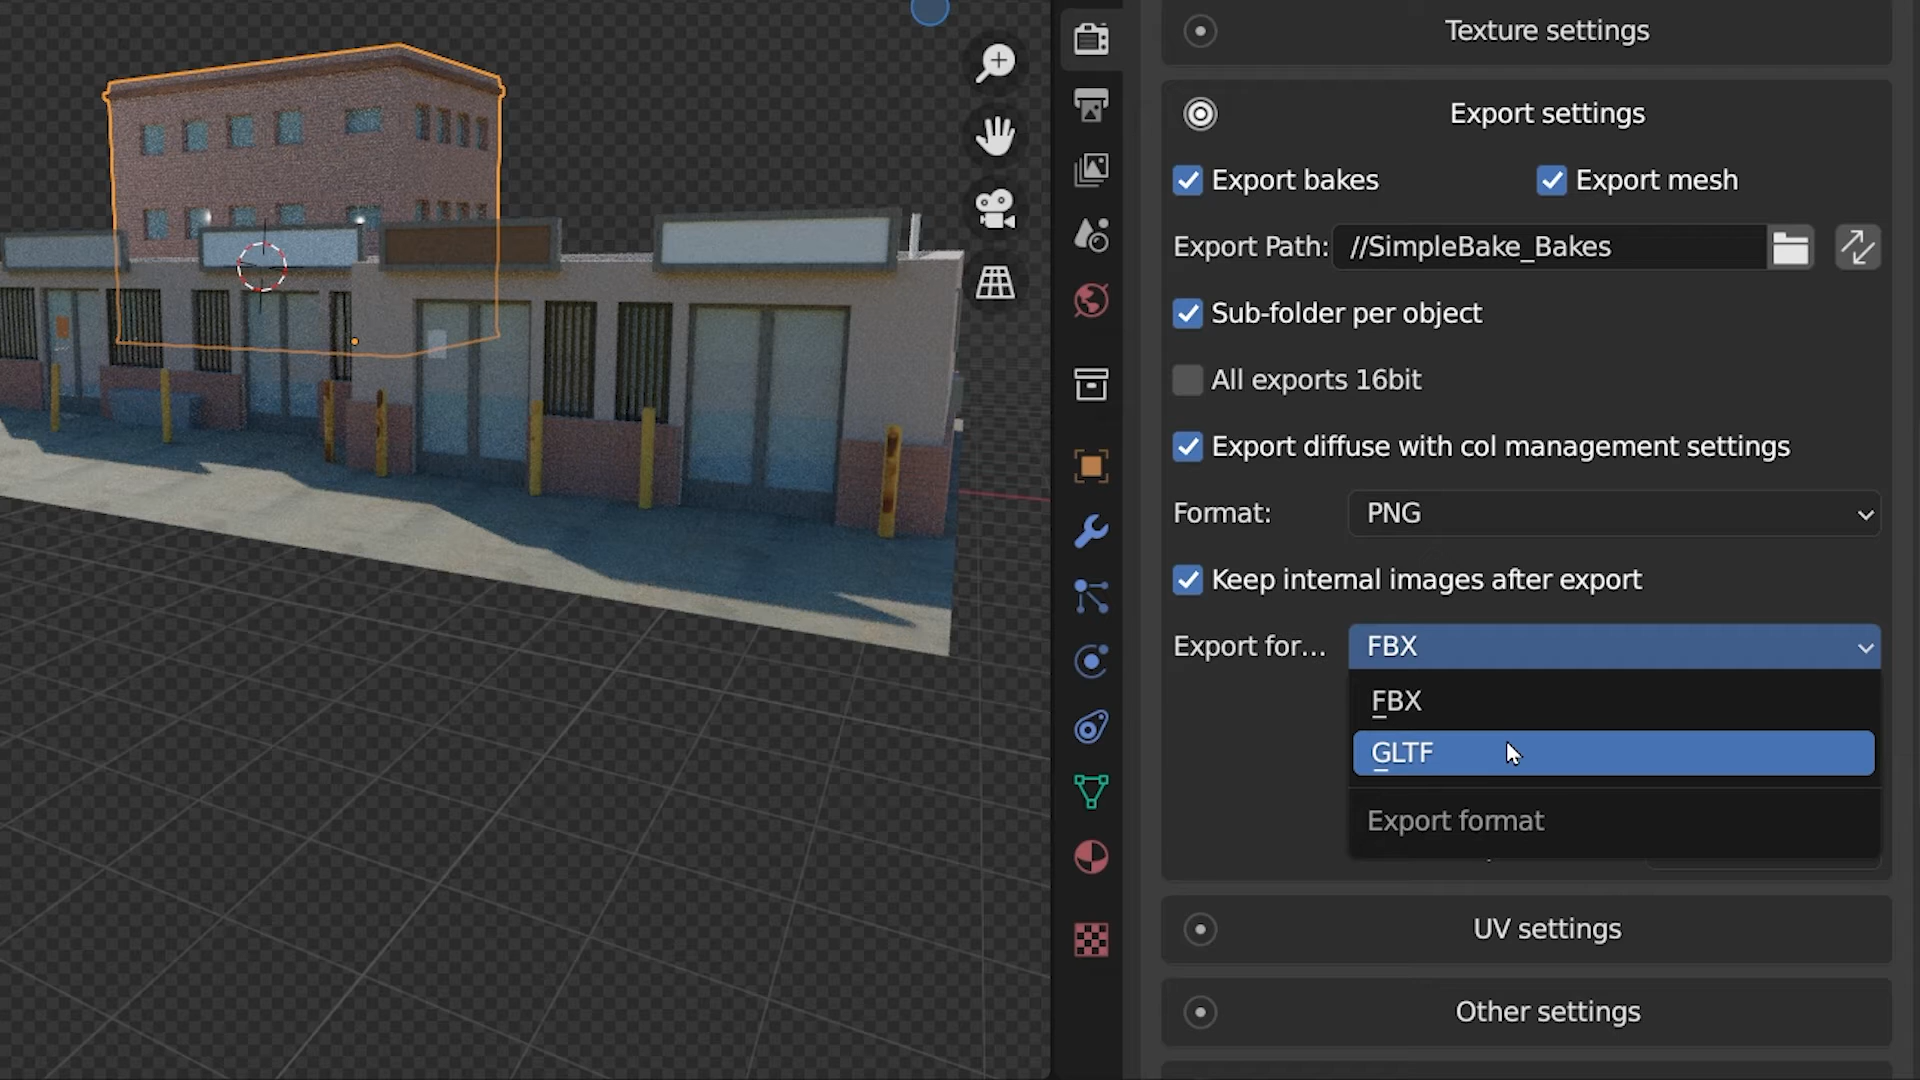 Texture settings
Export settings
Export bakes
Export mesh
Export Path: //SimpleBake_Bakes
Sub-folder per object
All exports 16bit
Export diffuse with col management settings
Format: PNG
Keep internal images after export
Export for... FBX
FBX
GLTF
Export format
UV settings
Other settings